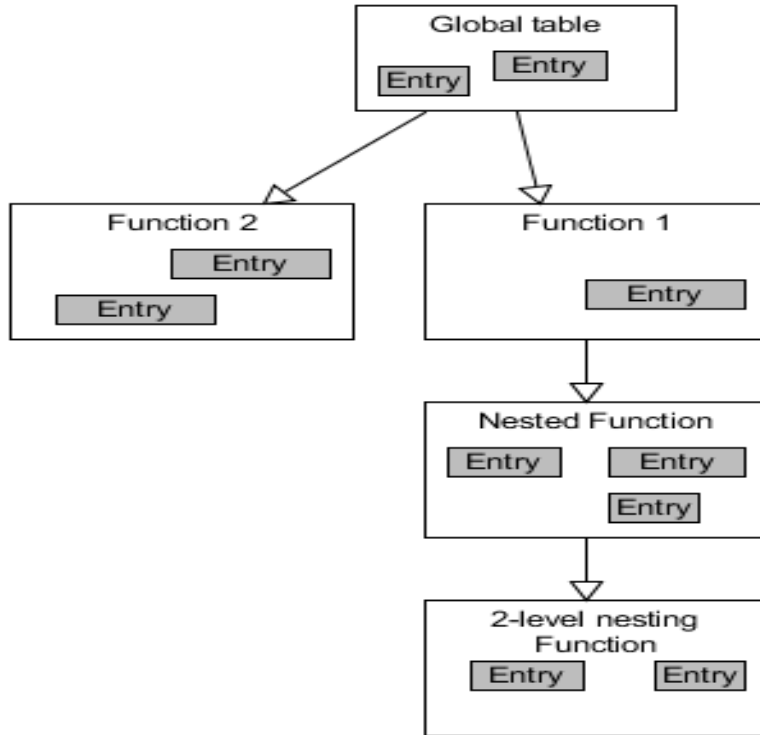 Global table
Entry
Entry
Function 2
Entry
Entry
Function 1
Entry
Nested Function
Entry
Entry
Entry
2-level nesting
Function
Entry
Entry